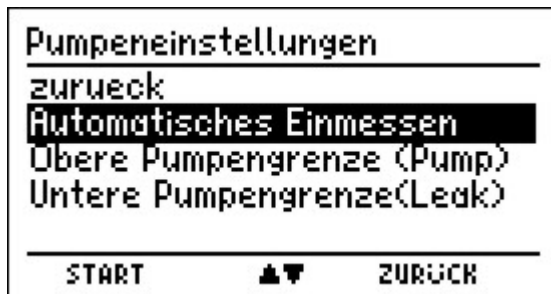 Pumpeneinstellungen
zurueck
Automatisches Einmessen
Obere Pumpengrenze (Pump)
Untere Pumpengrenze(Leak)
START ▲▼ ZURÜCK